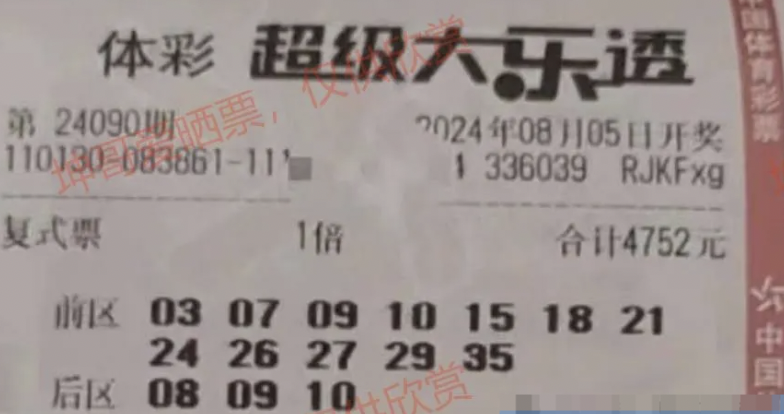 体彩 超级大乐透
第 24090期
2024年08月05日开奖
110130-083861-111
336039 RJKFxg
复式票 1倍 合计4752元
前区 03 07 09 10 15 18 21
24 26 27 29 35
后区 08 09 10
坤哥爱晒票，仅供欣赏
供欣赏
中国体育彩票
中国